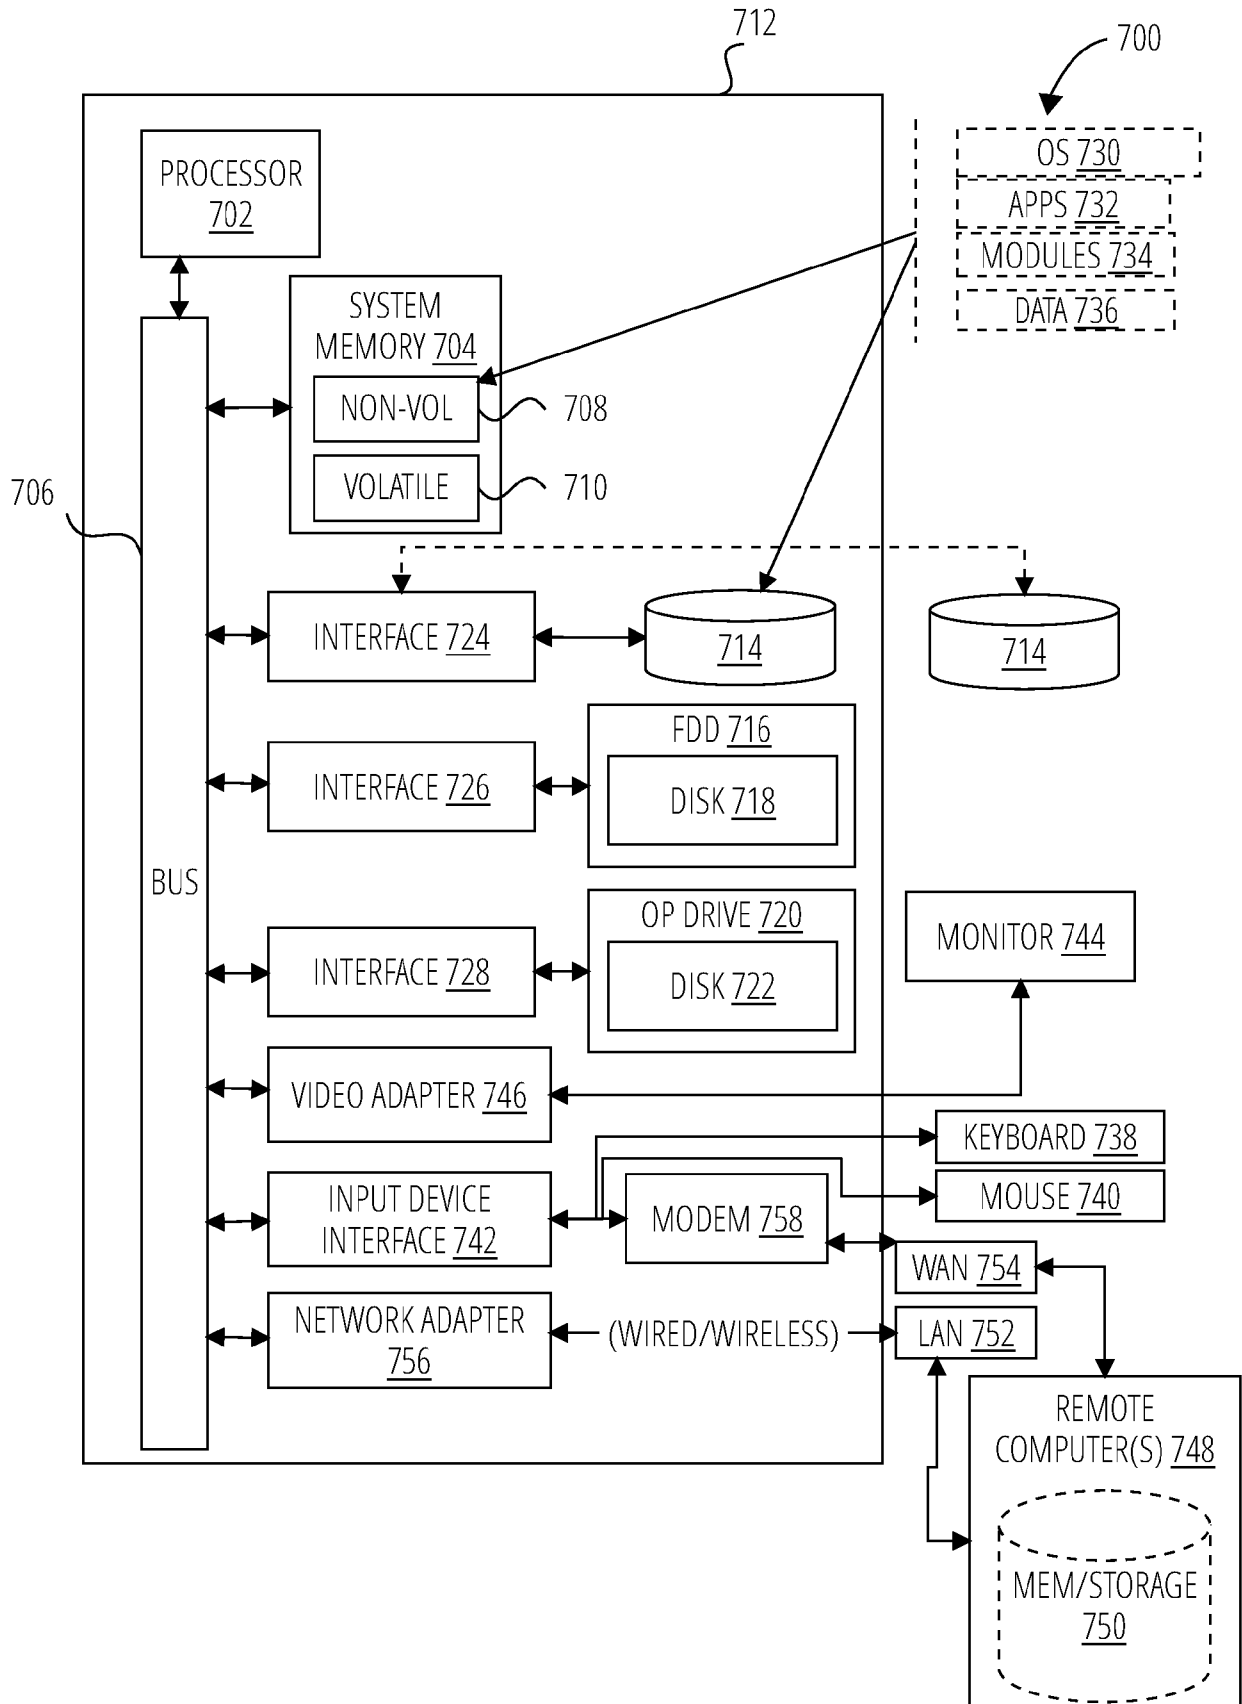 712
700
PROCESSOR
702
OS 730
APPS 732
MODULES 734
DATA 736
SYSTEM
MEMORY 704
NON-VOL
708
VOLATILE
710
706
INTERFACE 724
714
714
FDD 716
INTERFACE 726
DISK 718
BUS
OP DRIVE 720
INTERFACE 728
DISK 722
MONITOR 744
VIDEO ADAPTER 746
KEYBOARD 738
INPUT DEVICE
INTERFACE 742
MODEM 758
MOUSE 740
WAN 754
NETWORK ADAPTER
756
(WIRED/WIRELESS)
LAN 752
REMOTE
COMPUTER(S) 748
MEM/STORAGE
750